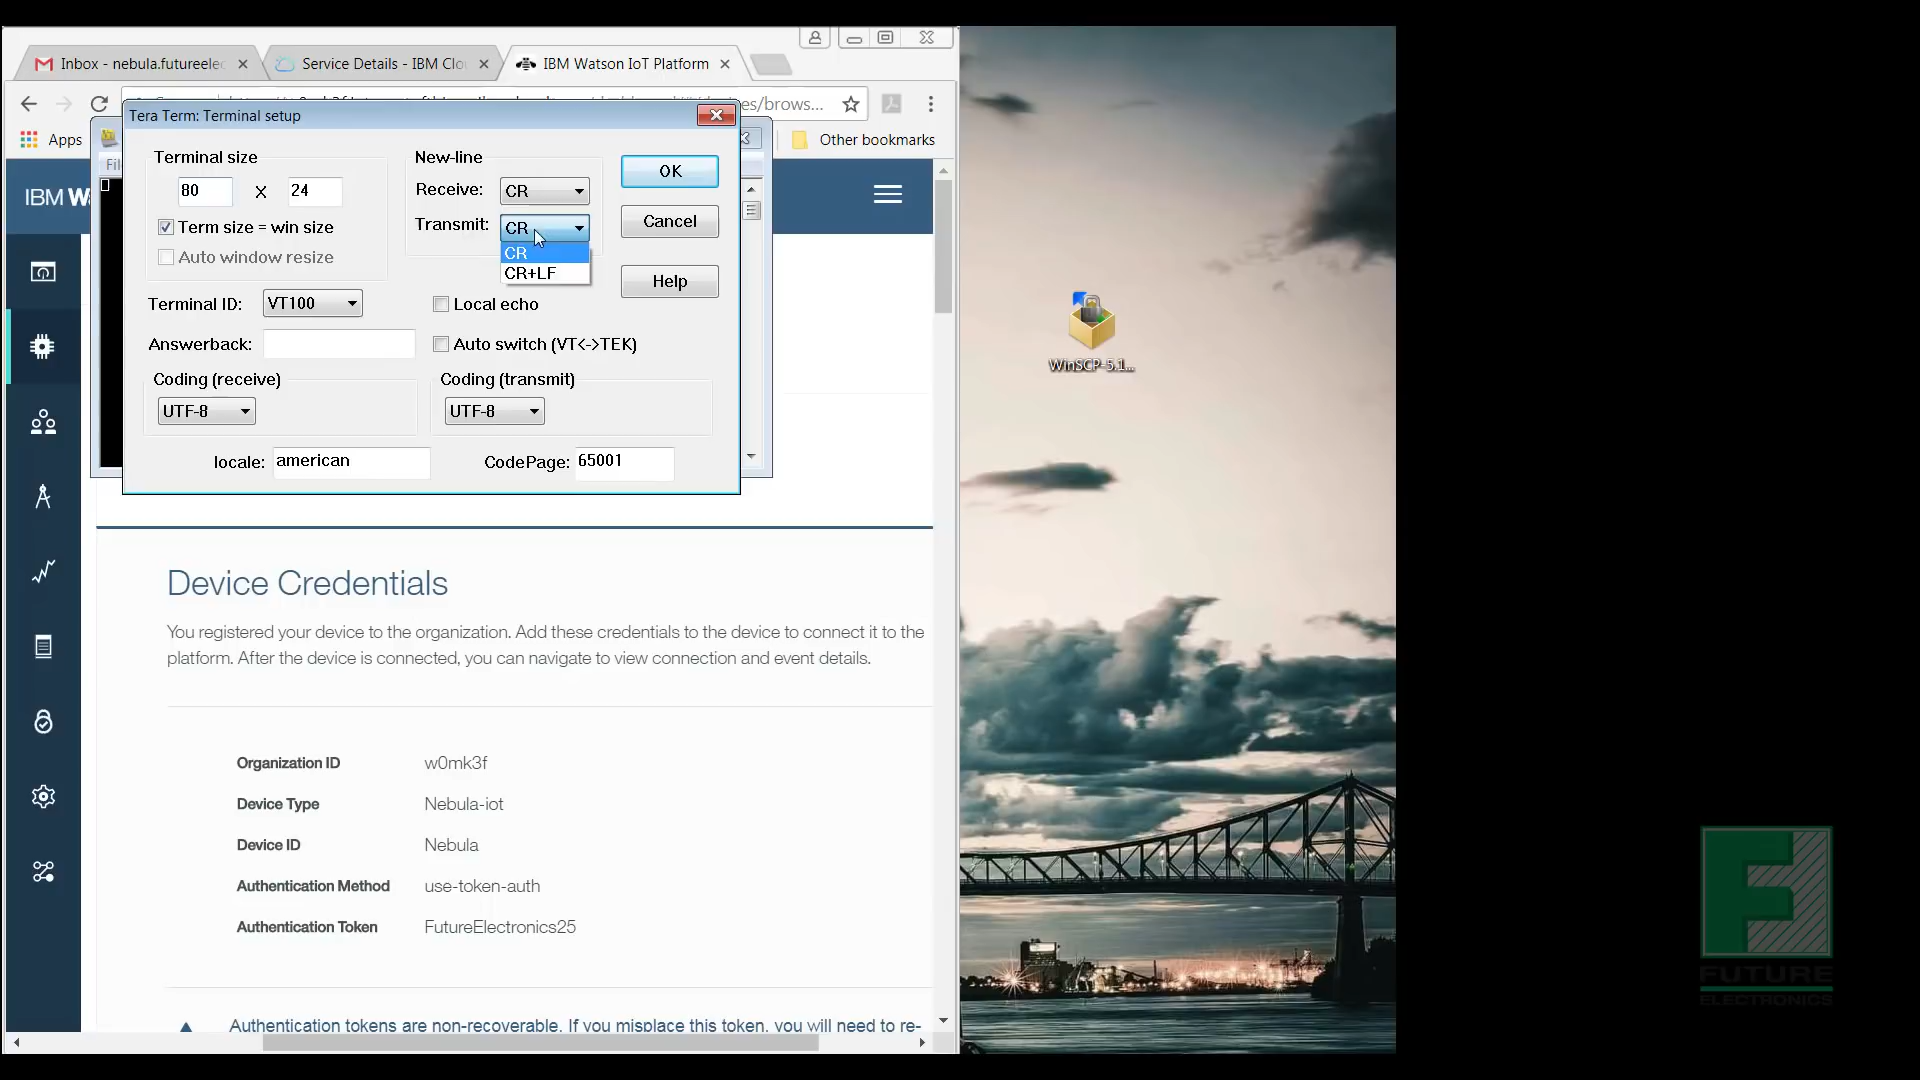 Inbox - nebula.futureelec
Service Details - IBM Clou
IBM Watson IoT Platform
es/brows...
Apps
Other bookmarks
Tera Term: Terminal setup
Terminal size
80 X 24
Term size = win size
Auto window resize
New-line
Receive: CR
Transmit: CR
CR
CR+LF
OK
Cancel
Help
Terminal ID: VT100
Local echo
Answerback:
Auto switch (VT<->TEK)
Coding (receive)
UTF-8
Coding (transmit)
UTF-8
locale: american
CodePage: 65001
Fil
IBM W
WinSCP-5.1...
Device Credentials
You registered your device to the organization. Add these credentials to the device to connect it to the
platform. After the device is connected, you can navigate to view connection and event details.
Organization ID w0mk3f
Device Type Nebula-iot
Device ID Nebula
Authentication Method use-token-auth
Authentication Token FutureElectronics25
Authentication tokens are non-recoverable. If you misplace this token, you will need to re-
FUTURE
ELECTRONICS